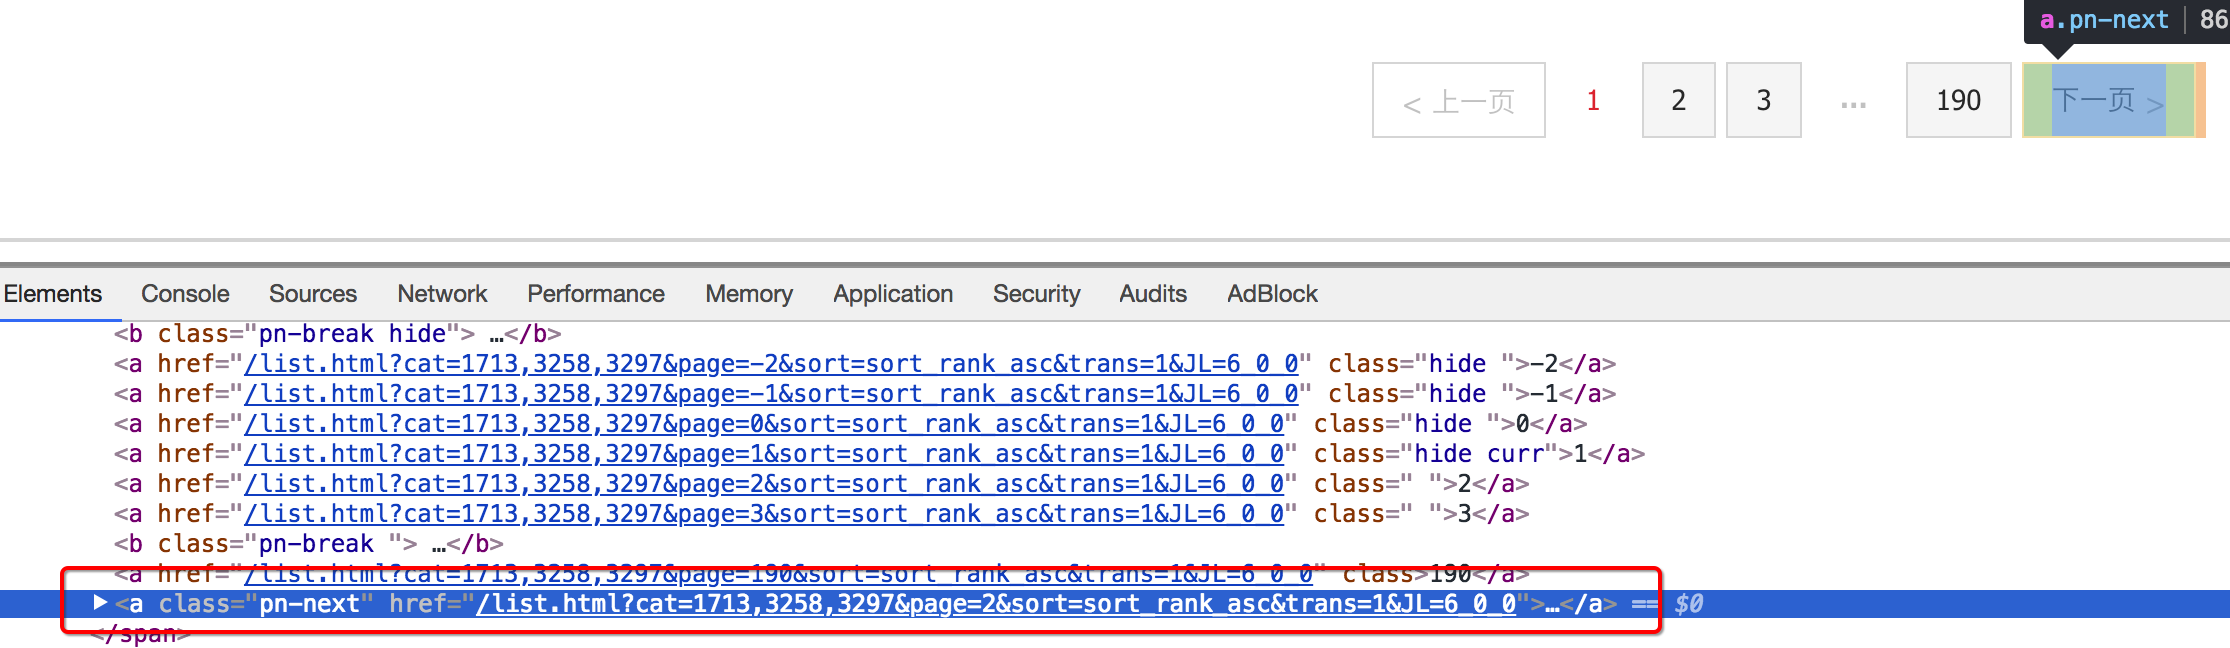 a.pn-next 86
< 上一页 1 2 3 ... 190 下一页 >
Elements Console Sources Network Performance Memory Application Security Audits AdBlock
<b class="pn-break hide"> …</b>
<a href="/list.html?cat=1713,3258,3297&page=-2&sort=sort_rank_asc&trans=1&JL=6_0_0" class="hide ">-2</a>
<a href="/list.html?cat=1713,3258,3297&page=-1&sort=sort_rank_asc&trans=1&JL=6_0_0" class="hide ">-1</a>
<a href="/list.html?cat=1713,3258,3297&page=0&sort=sort_rank_asc&trans=1&JL=6_0_0" class="hide ">0</a>
<a href="/list.html?cat=1713,3258,3297&page=1&sort=sort_rank_asc&trans=1&JL=6_0_0" class="hide curr">1</a>
<a href="/list.html?cat=1713,3258,3297&page=2&sort=sort_rank_asc&trans=1&JL=6_0_0" class=" ">2</a>
<a href="/list.html?cat=1713,3258,3297&page=3&sort=sort_rank_asc&trans=1&JL=6_0_0" class=" ">3</a>
<b class="pn-break "> …</b>
<a href="/list.html?cat=1713,3258,3297&page=190&sort=sort_rank_asc&trans=1&JL=6_0_0" class>190</a>
<a class="pn-next" href="/list.html?cat=1713,3258,3297&page=2&sort=sort_rank_asc&trans=1&JL=6_0_0">…</a> == $0
</span>